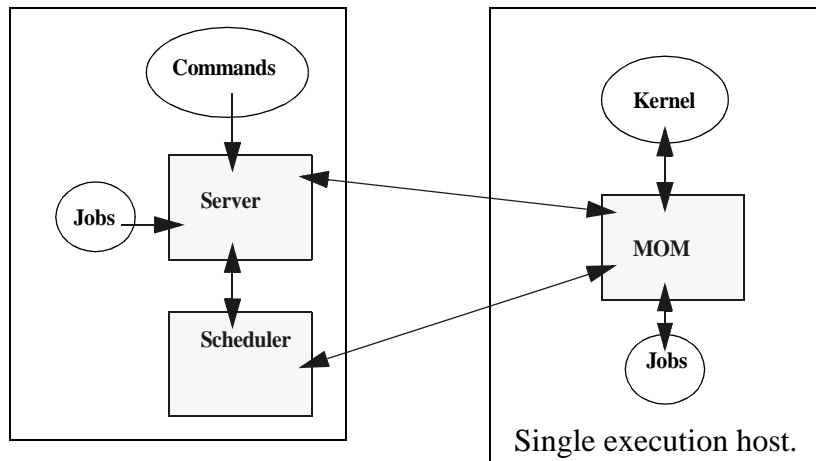 Commands
Kernel
Jobs
Server
MOM
Scheduler
Jobs
Single execution host.